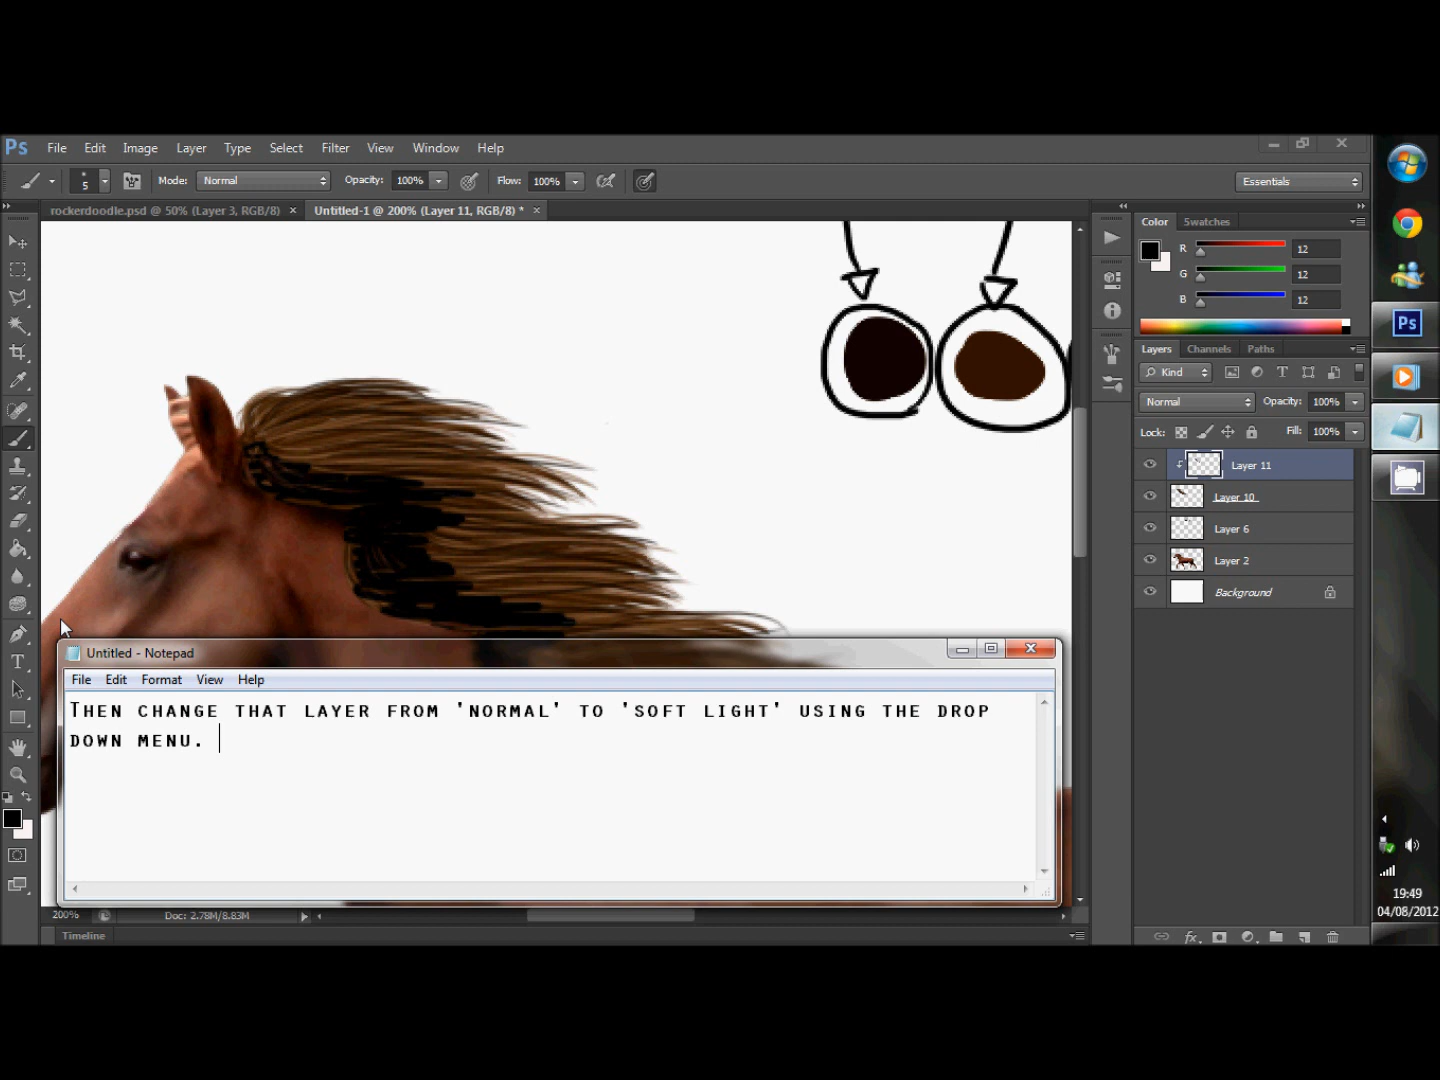 Ps File Edit Image Layer Type Select Filter View Window Help
5 Mode: Normal Opacity: 100% Flow: 100% Essentials
rockerdoodle.psd @ 50% (Layer 3, RGB/8) × Untitled-1 @ 200% (Layer 11, RGB/8) * ×
Color Swatches
R 12
G 12
B 12
Ps
Layers Channels Paths
Kind
Normal Opacity: 100%
Lock: Fill: 100%
Layer 11
Layer 10
Layer 6
Layer 2
Background
Untitled - Notepad
File Edit Format View Help
Then change that layer from 'normal' to 'soft light' using the drop
down menu.
200% Doc: 2.78M/8.83M
Timeline
fx
19:49
04/08/2012